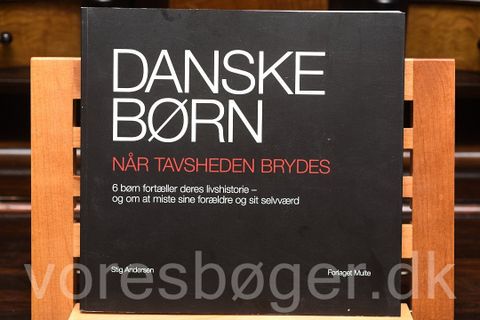 DANSKE
BØRN
NÅR TAVSHEDEN BRYDES
6 børn fortæller deres livshistorie –
og om at miste sine forældre og sit selvværd
Stig Andersen
Forlaget Multe
voresbøger.dk